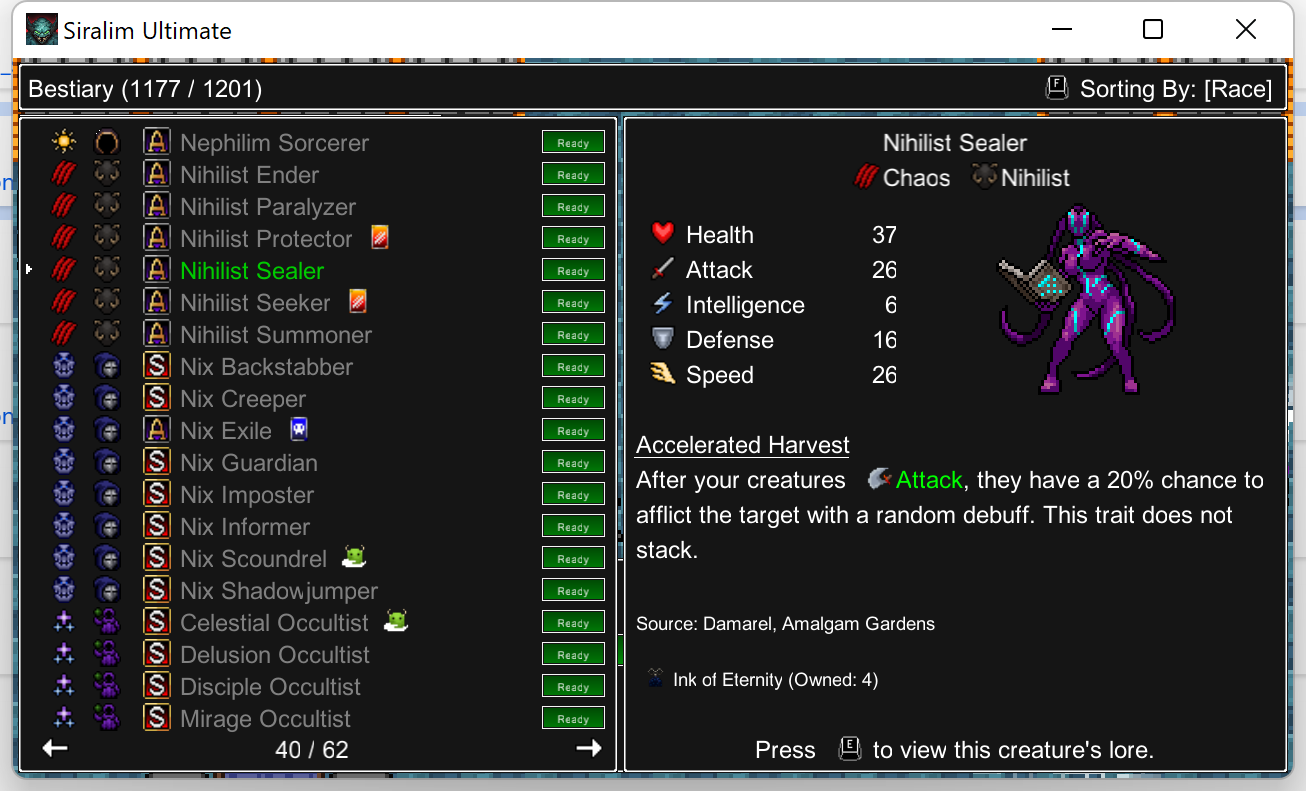 Siralim Ultimate
Bestiary (1177 / 1201)
F Sorting By: [Race]
A Nephilim Sorcerer Ready
A Nihilist Ender Ready
A Nihilist Paralyzer Ready
A Nihilist Protector Ready
A Nihilist Sealer Ready
A Nihilist Seeker Ready
A Nihilist Summoner Ready
S Nix Backstabber Ready
S Nix Creeper Ready
A Nix Exile Ready
S Nix Guardian Ready
S Nix Imposter Ready
S Nix Informer Ready
S Nix Scoundrel Ready
S Nix Shadowjumper Ready
S Celestial Occultist Ready
S Delusion Occultist Ready
S Disciple Occultist Ready
S Mirage Occultist Ready
40 / 62
Nihilist Sealer
Chaos Nihilist
Health 37
Attack 26
Intelligence 6
Defense 16
Speed 26
Accelerated Harvest
After your creatures Attack, they have a 20% chance to
afflict the target with a random debuff. This trait does not
stack.
Source: Damarel, Amalgam Gardens
Ink of Eternity (Owned: 4)
Press E to view this creature's lore.